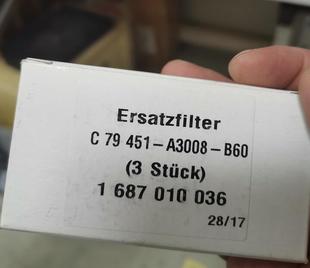 Ersatzfilter
C 79 451-A3008-B60
(3 Stück)
1 687 010 036
28/17